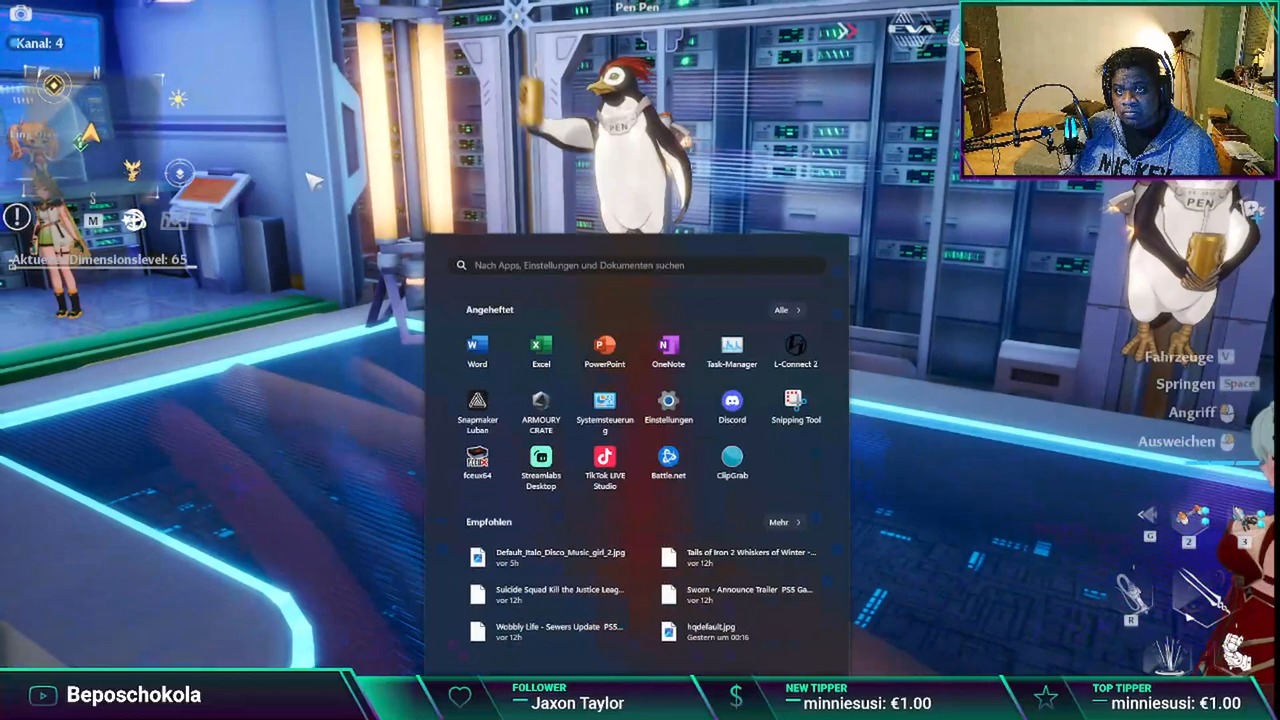 Pen Pen
EVA
Kanal: 4
N
PEN
MICKEY
S
M
PEN
Aktuelles Dimensionslevel: 65
Nach Apps, Einstellungen und Dokumenten suchen
Angeheftet
Alle
Word
Excel
PowerPoint
OneNote
Task-Manager
L-Connect 2
Snapmaker
Luban
ARMOURY
CRATE
Systemsteuerun
g
Einstellungen
Discord
Snipping Tool
fceux64
Streamlabs
Desktop
TikTok LIVE
Studio
Battle.net
ClipGrab
Empfohlen
Mehr
Default_Italo_Disco_Music_girl_2.jpg
vor 5h
Tails of Iron 2 Whiskers of Winter -...
vor 12h
Suicide Squad Kill the Justice Leag...
vor 12h
Sworn - Announce Trailer PS5 Ga...
vor 12h
Wobbly Life - Sewers Update PS5...
vor 12h
hqdefault.jpg
Gestern um 00:16
Fahrzeuge V
Springen Space
Angriff
Ausweichen
G
2
3
R
Beposchokola
FOLLOWER
Jaxon Taylor
NEW TIPPER
minniesusi: €1.00
TOP TIPPER
minniesusi: €1.00